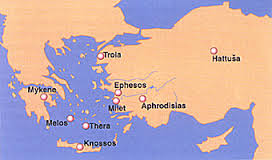 Troia
Hattuša
Mykene
Ephesos
Milet
Aphrodisias
Melos
Thera
Knossos